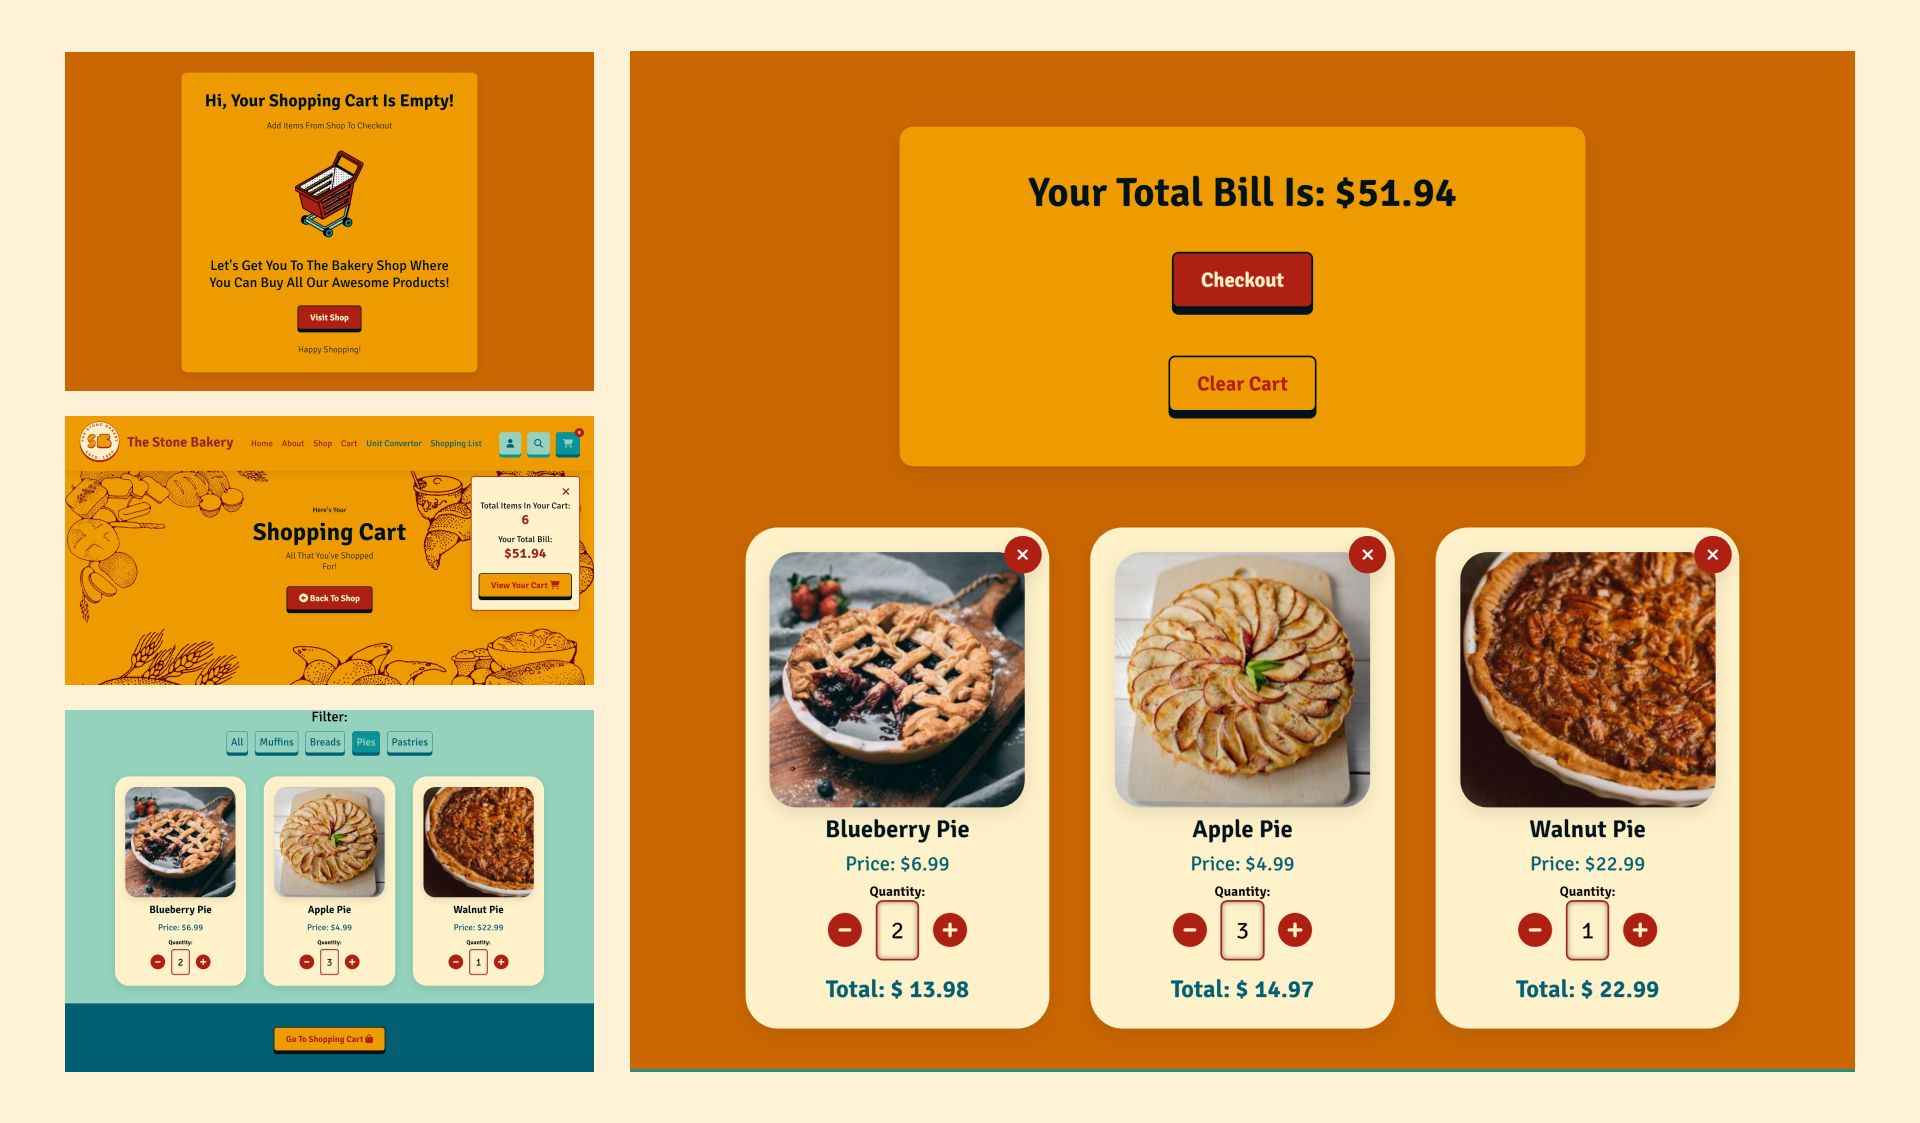 Hi, Your Shopping Cart Is Empty!
Add Items From Shop To Checkout
Let's Get You To The Bakery Shop Where
You Can Buy All Our Awesome Products!
Visit Shop
Happy Shopping!
The Stone Bakery
Home About Shop Cart Unit Convertor Shopping List
Here's Your
Shopping Cart
All That You've Shopped
For!
Back To Shop
Total Items In Your Cart:
6
Your Total Bill:
$51.94
View Your Cart
Filter:
All Muffins Breads Pies Pastries
Blueberry Pie
Price: $6.99
Quantity:
2
Apple Pie
Price: $4.99
Quantity:
3
Walnut Pie
Price: $22.99
Quantity:
1
Go To Shopping Cart
Your Total Bill Is: $51.94
Checkout
Clear Cart
Blueberry Pie
Price: $6.99
Quantity:
2
Total: $ 13.98
Apple Pie
Price: $4.99
Quantity:
3
Total: $ 14.97
Walnut Pie
Price: $22.99
Quantity:
1
Total: $ 22.99